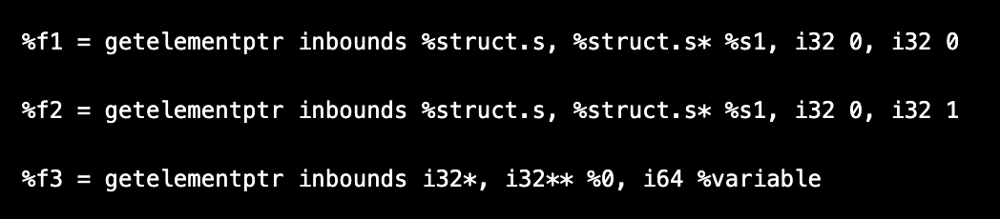 %f1 = getelementptr inbounds %struct.s, %struct.s* %s1, i32 0, i32 0
%f2 = getelementptr inbounds %struct.s, %struct.s* %s1, i32 0, i32 1
%f3 = getelementptr inbounds i32*, i32** %0, i64 %variable